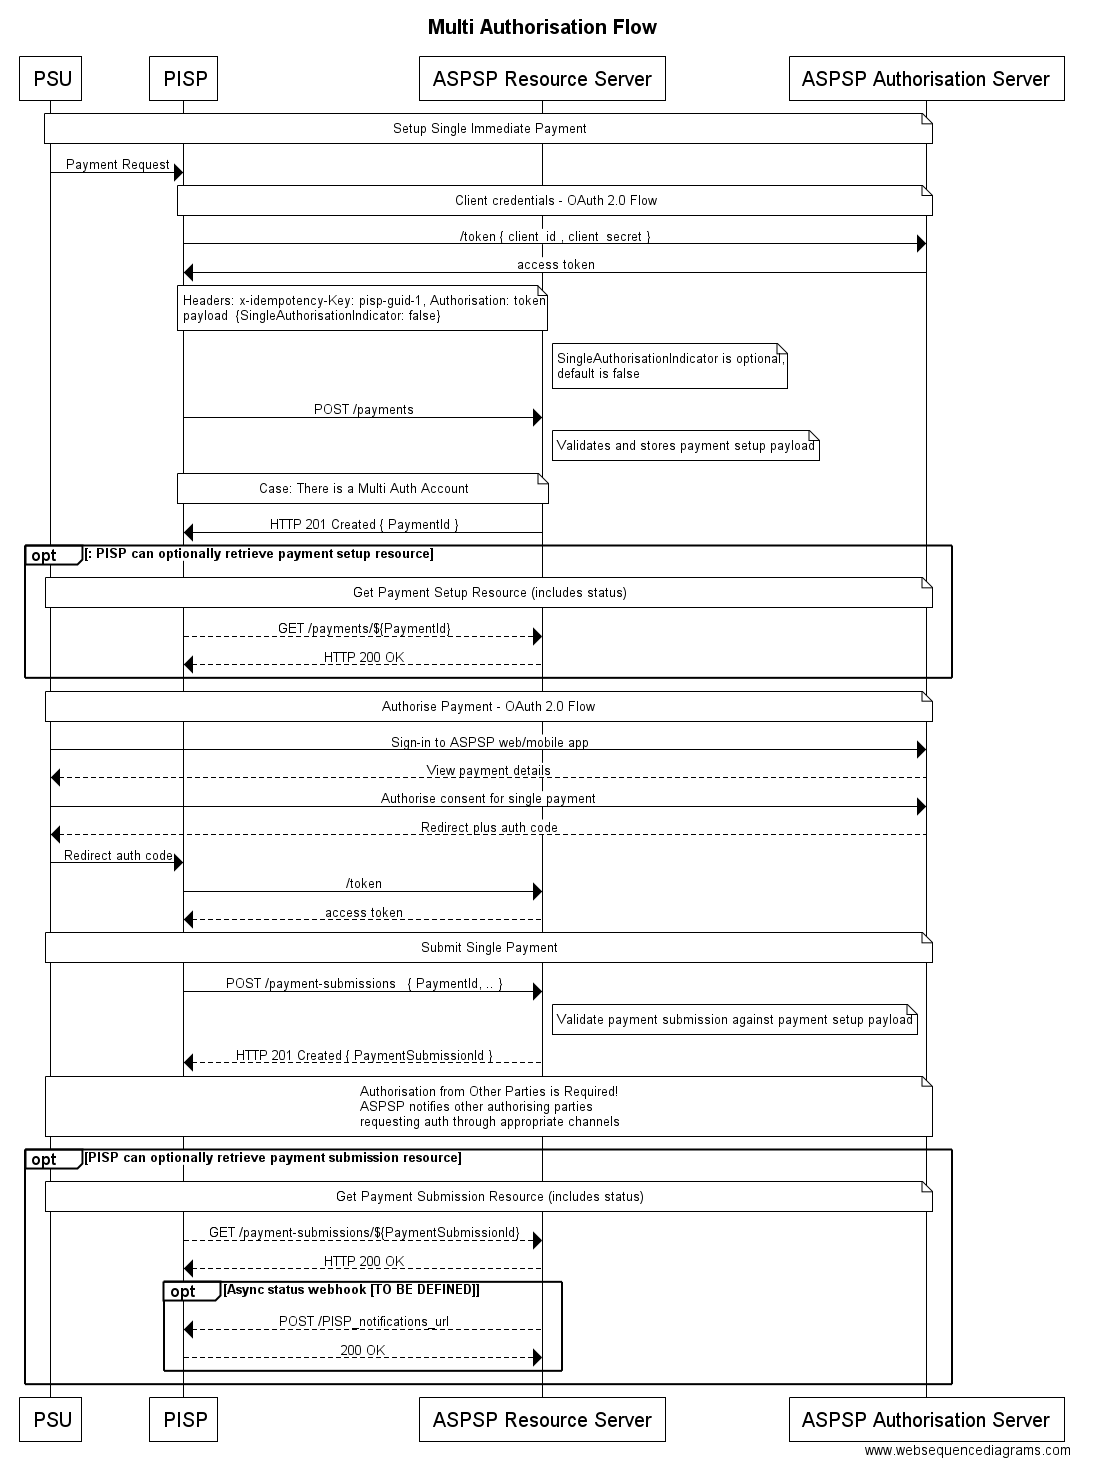 Multi Authorisation Flow
PSU
PISP
ASPSP Resource Server
ASPSP Authorisation Server
Setup Single Immediate Payment
Payment Request
Client credentials - OAuth 2.0 Flow
/token { client_id , client_secret }
access token
Headers: x-idempotency-Key: pisp-guid-1, Authorisation: token
payload {SingleAuthorisationIndicator: false}
SingleAuthorisationIndicator is optional,
default is false
POST /payments
Validates and stores payment setup payload
Case: There is a Multi Auth Account
HTTP 201 Created { PaymentId }
opt
[: PISP can optionally retrieve payment setup resource]
Get Payment Setup Resource (includes status)
GET /payments/${PaymentId}
HTTP 200 OK
Authorise Payment - OAuth 2.0 Flow
Sign-in to ASPSP web/mobile app
View payment details
Authorise consent for single payment
Redirect plus auth code
Redirect auth code
/token
access token
Submit Single Payment
POST /payment-submissions { PaymentId, .. }
Validate payment submission against payment setup payload
HTTP 201 Created { PaymentSubmissionId }
Authorisation from Other Parties is Required!
ASPSP notifies other authorising parties
requesting auth through appropriate channels
opt
[PISP can optionally retrieve payment submission resource]
Get Payment Submission Resource (includes status)
GET /payment-submissions/${PaymentSubmissionId}
HTTP 200 OK
opt
[Async status webhook [TO BE DEFINED]]
POST /PISP_notifications_url
200 OK
PSU
PISP
ASPSP Resource Server
ASPSP Authorisation Server
www.websequencediagrams.com